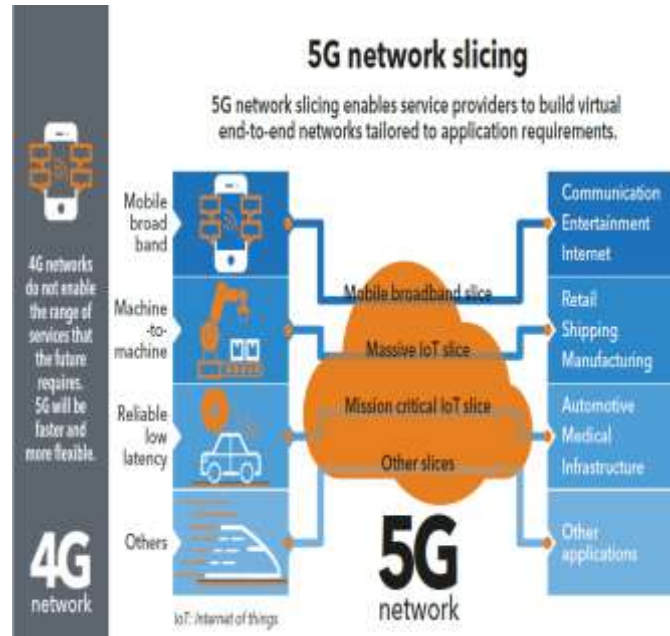 5G network slicing
5G network slicing enables service providers to build virtual
end-to-end networks tailored to application requirements.
4G networks
do not enable
the range of
services that
the future
requires.
5G will be
faster and
more flexible.
4G
network
Mobile
broad
band
Machine
-to-
machine
Reliable
low
latency
Others
Mobile broadband slice
Massive IoT slice
Mission critical IoT slice
Other slices
5G
network
Communication
Entertainment
Internet
Retail
Shipping
Manufacturing
Automotive
Medical
Infrastructure
Other
applications
IoT: Internet of things